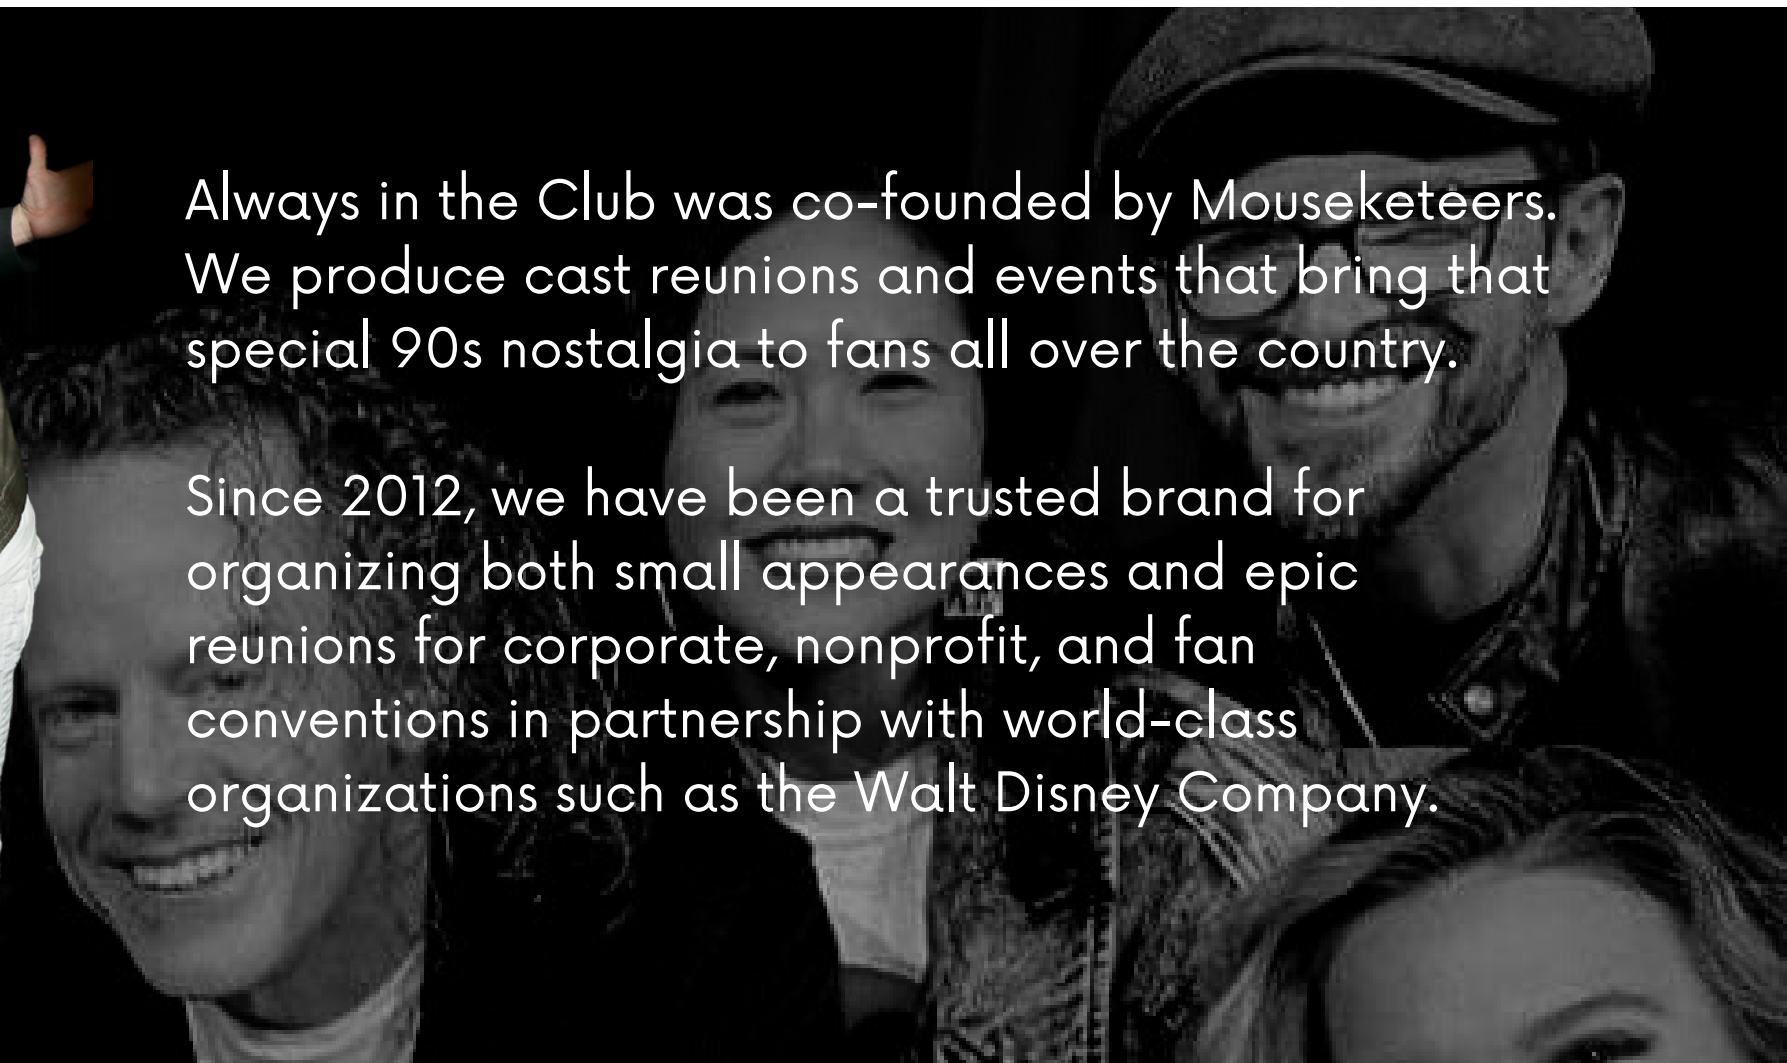 Always in the Club was co-founded by Mouseketeers.
We produce cast reunions and events that bring that
special 90s nostalgia to fans all over the country.
Since 2012, we have been a trusted brand for
organizing both small appearances and epic
reunions for corporate, nonprofit, and fan
conventions in partnership with world-class
organizations such as the Walt Disney Company.